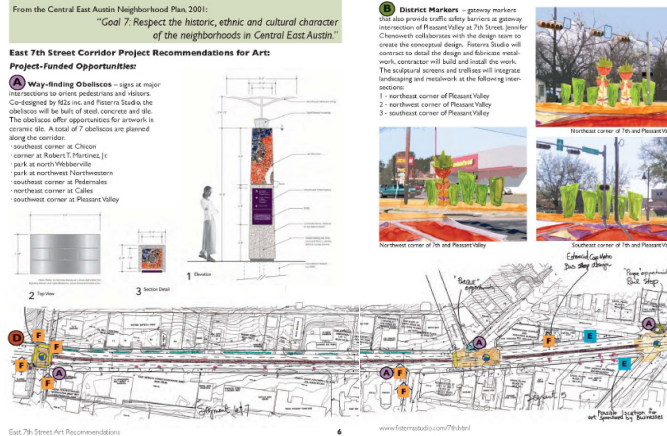 From the Central East Austin Neighborhood Plan, 2001:
"Goal 7: Respect the historic, ethnic and cultural character
of the neighborhoods in Central East Austin."
East 7th Street Corridor Project Recommendations for Art:
Project-Funded Opportunities:
A Way-finding Obeliscos – signs at major
intersections to orient pedestrians and visitors.
Co-designed by fd2s inc. and Fisterra Studio, the
obeliscos will be built of steel, concrete and tile.
The obeliscos offer opportunities for artwork in
ceramic tile. A total of 7 obeliscos are planned
along the corridor.
· southeast corner at Chicon
· corner at Robert T. Martinez, Jr.
· park at north Webberville
· park at northwest Northwestern
· southeast corner at Pedernales
· northeast corner at Calles
· southwest corner at Pleasant Valley
2 Top View
3 Section Detail
1 Elevation
B District Markers – gateway markers
that also provide traffic safety barriers at gateway
intersection of Pleasant Valley at 7th Street. Jennifer
Chenoweth collaborates with the design team to
create the conceptual design. Fisterra Studio will
contract to detail the design and fabricate metal-
work, contractor will build and install the work.
The sculptural screens and trellises will integrate
landscaping and metalwork at the following inter-
sections:
1 - northeast corner of Pleasant Valley
2 - northwest corner of Pleasant Valley
3 - southeast corner of Pleasant Valley
Northeast corner of 7th and Pleasant Va
Northwest corner of 7th and Pleasant Valley
Southeast corner of 7th and Pleasant Va
Enhanced Cap Metro
Bus stop design
"Parque"
opportunity
Rail Stop
D
F
F
F
F
A
A
F
E
A
A
F
F
E
Possible location for
art sponsored by Businesses
East 7th Street Art Recommendations
6
www.fisterrastudio.com/7th.html